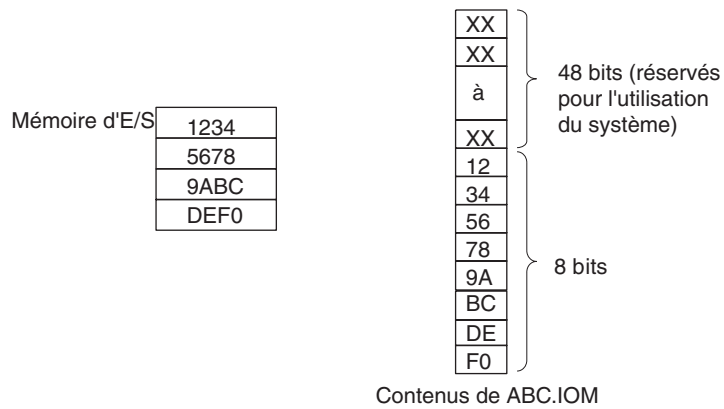 Mémoire d'E/S
1234
5678
9ABC
DEF0
XX
XX
à
XX
12
34
56
78
9A
BC
DE
F0
48 bits (réservés
pour l'utilisation
du système)
8 bits
Contenus de ABC.IOM